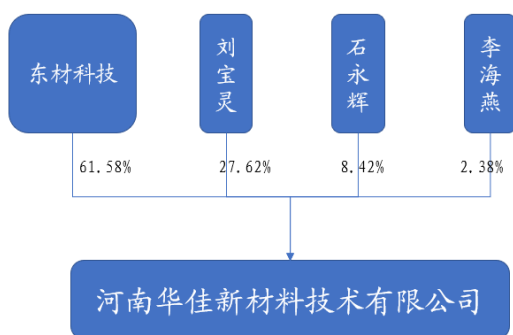 东材科技
刘宝灵
石永辉
李海燕
61.58%
27.62%
8.42%
2.38%
河南华佳新材料技术有限公司